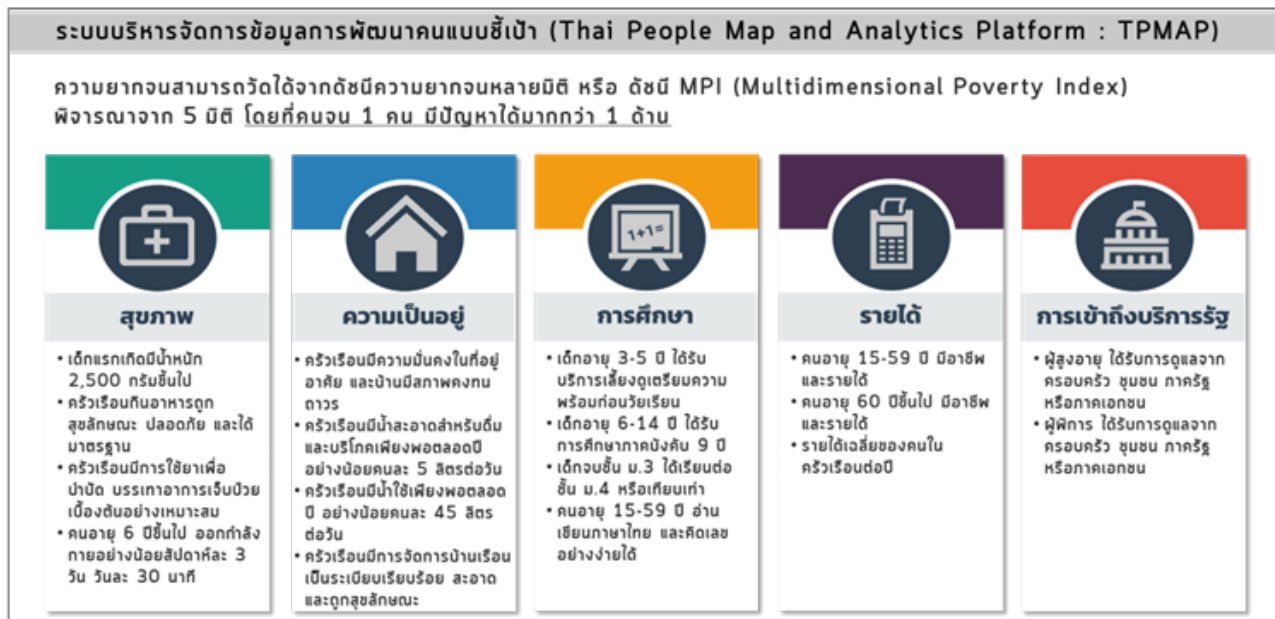 ระบบบริหารจัดการข้อมูลการพัฒนาคนแบบชี้เป้า (Thai People Map and Analytics Platform : TPMAP)
ความยากจนสามารถวัดได้จากดัชนีความยากจนหลายมิติ หรือ ดัชนี MPI (Multidimensional Poverty Index)
พิจารณาจาก 5 มิติ โดยที่คนจน 1 คน มีปัญหาได้มากกว่า 1 ด้าน
สุขภาพ
• เด็กแรกเกิดมีน้ำหนัก
2,500 กรัมขึ้นไป
• ครัวเรือนกินอาหารถูก
สุขลักษณะ ปลอดภัย และได้
มาตรฐาน
• ครัวเรือนมีการใช้ยาเพื่อ
บำบัด บรรเทาอาการเจ็บป่วย
เบื้องต้นอย่างเหมาะสม
• คนอายุ 6 ปีขึ้นไป ออกกำลัง
กายอย่างน้อยสัปดาห์ละ 3
วัน วันละ 30 นาที
ความเป็นอยู่
• ครัวเรือนมีความมั่นคงในที่อยู่
อาศัย และบ้านมีสภาพคงทน
ถาวร
• ครัวเรือนมีน้ำสะอาดสำหรับดื่ม
และบริโภคเพียงพอตลอดปี
อย่างน้อยคนละ 5 ลิตรต่อวัน
• ครัวเรือนมีน้ำใช้เพียงพอตลอด
ปี อย่างน้อยคนละ 45 ลิตร
ต่อวัน
• ครัวเรือนมีการจัดการบ้านเรือน
เป็นระเบียบเรียบร้อย สะอาด
และถูกสุขลักษณะ
1+1=
การศึกษา
• เด็กอายุ 3-5 ปี ได้รับ
บริการเลี้ยงดูเตรียมความ
พร้อมก่อนวัยเรียน
• เด็กอายุ 6-14 ปี ได้รับ
การศึกษาภาคบังคับ 9 ปี
• เด็กจบชั้น ม.3 ได้เรียนต่อ
ชั้น ม.4 หรือเทียบเท่า
• คนอายุ 15-59 ปี อ่าน
เขียนภาษาไทย และคิดเลข
อย่างง่ายได้
รายได้
• คนอายุ 15-59 ปี มีอาชีพ
และรายได้
• คนอายุ 60 ปีขึ้นไป มีอาชีพ
และรายได้
• รายได้เฉลี่ยของคนใน
ครัวเรือนต่อปี
การเข้าถึงบริการรัฐ
• ผู้สูงอายุ ได้รับการดูแลจาก
ครอบครัว ชุมชน ภาครัฐ
หรือภาคเอกชน
• ผู้พิการ ได้รับการดูแลจาก
ครอบครัว ชุมชน ภาครัฐ
หรือภาคเอกชน